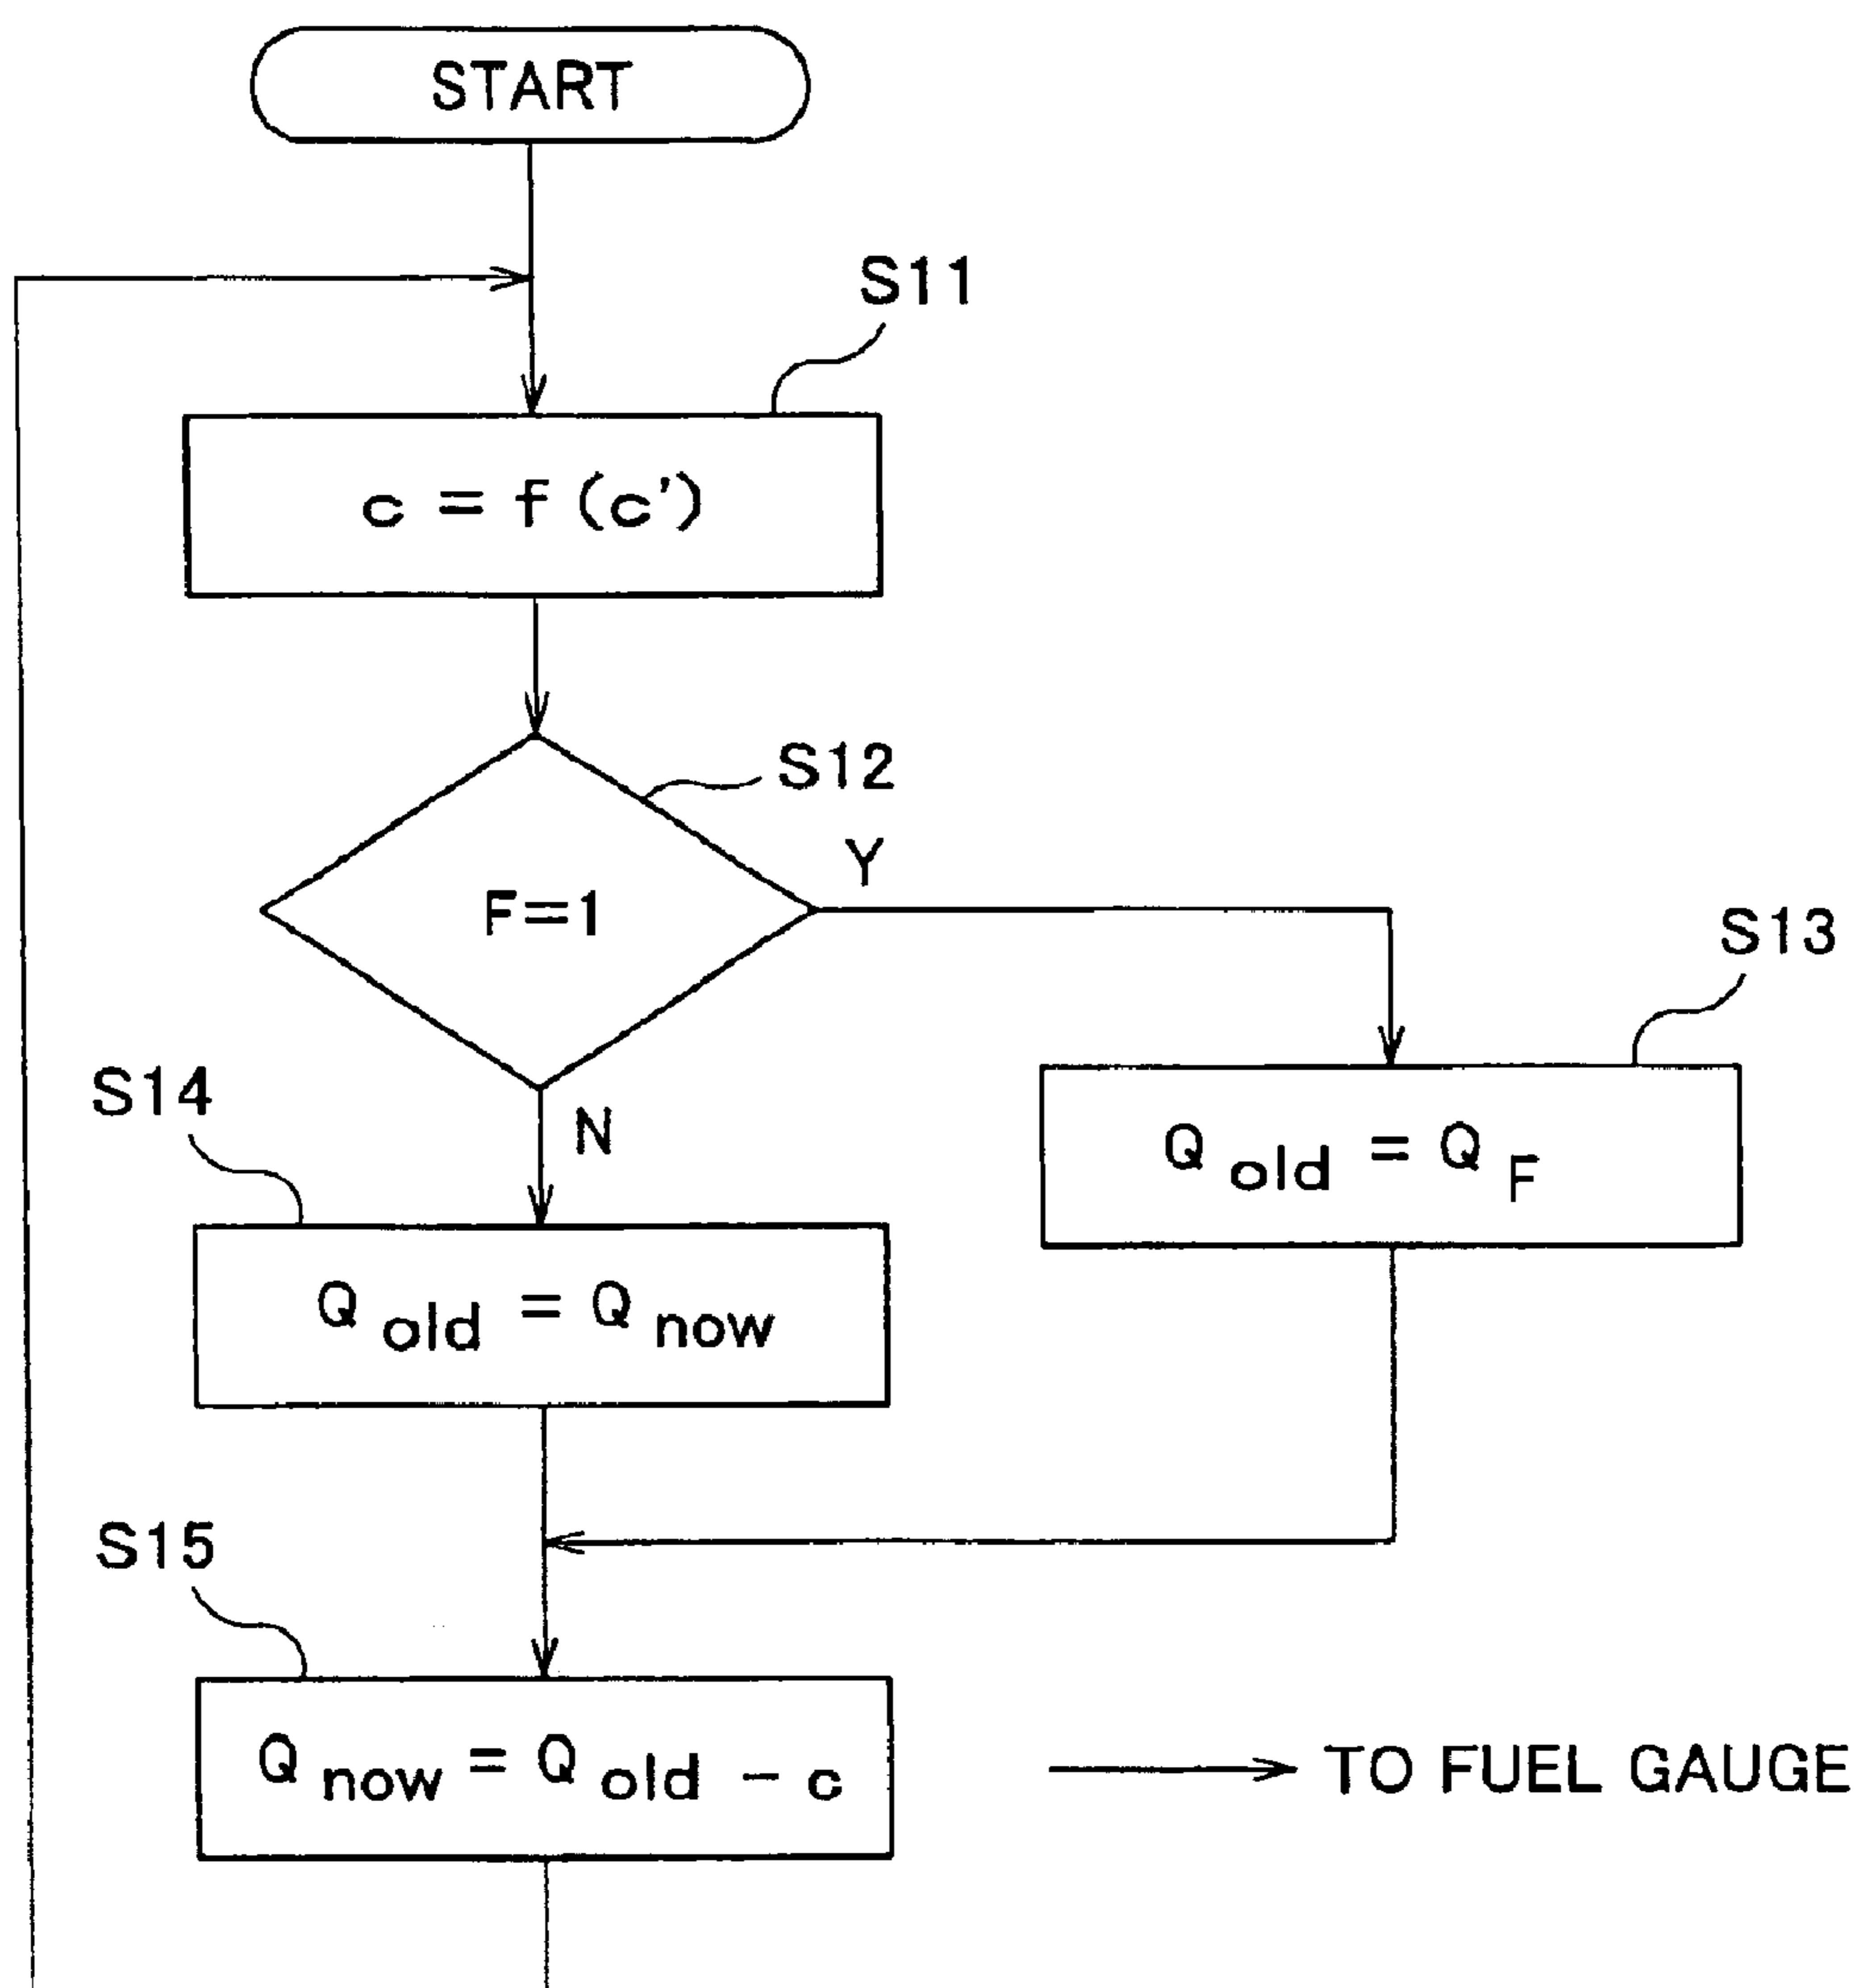 START
S11
c = f (c')
S12
Y
F=1
S13
S14
N
Q old = Q F
Q old = Q now
S15
Q now = Q old - c
TO FUEL GAUGE